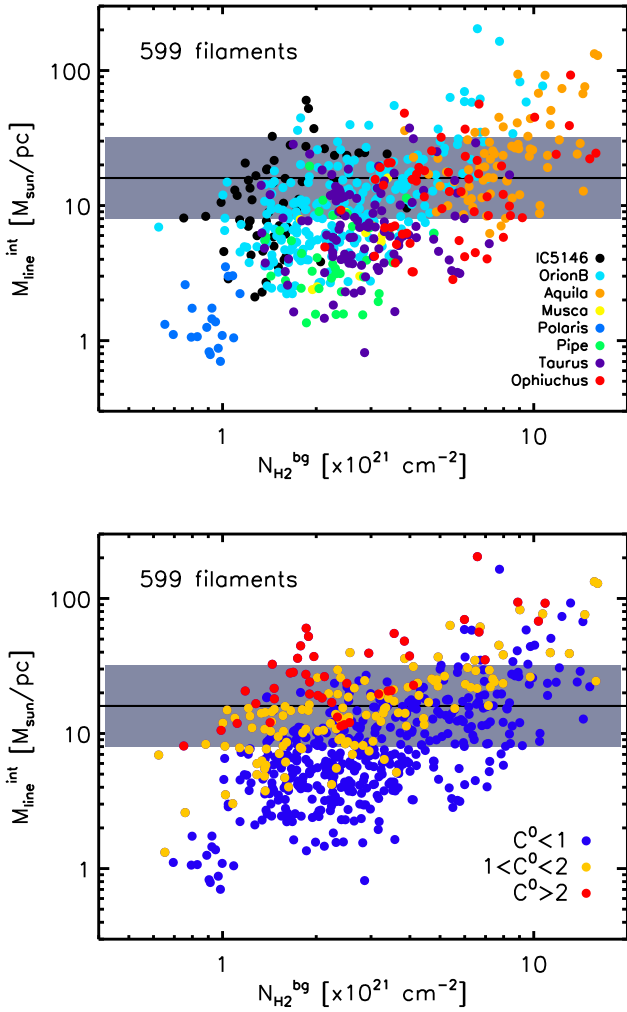 599 filaments
100
10
1
M_line^int [M_sun/pc]
IC5146
OrionB
Aquila
Musca
Polaris
Pipe
Taurus
Ophiuchus
1
10
N_H2^bg [x10^21 cm^-2]
599 filaments
100
10
1
M_line^int [M_sun/pc]
C^0<1
1<C^0<2
C^0>2
1
10
N_H2^bg [x10^21 cm^-2]